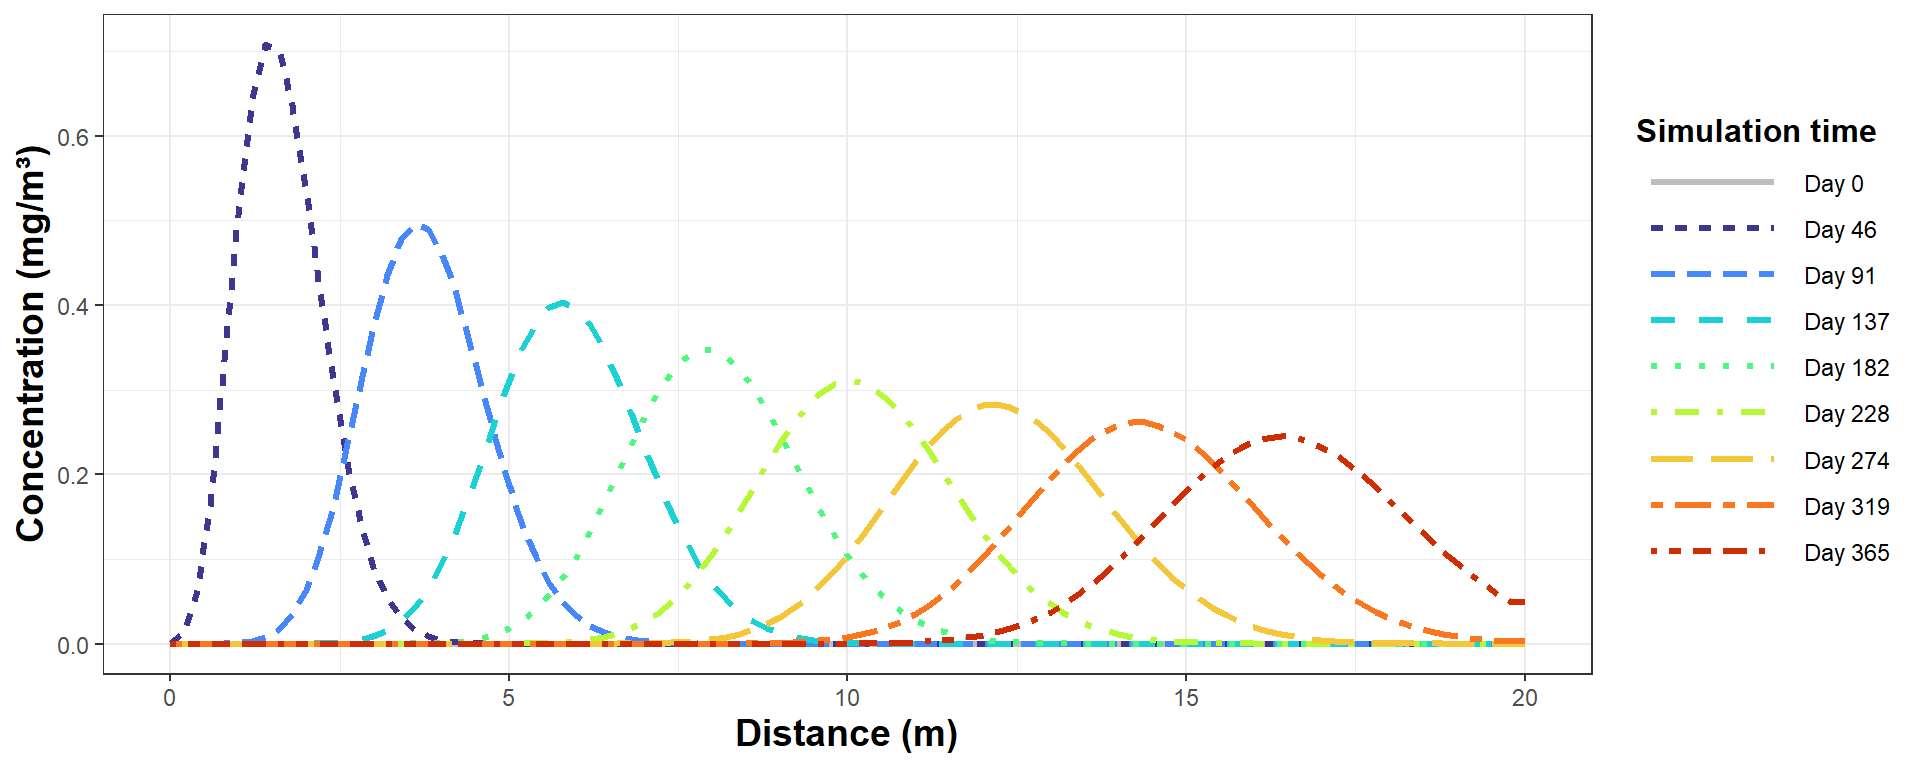 Concentration (mg/m³)
0.6
0.4
0.2
0.0
0
5
10
15
20
Distance (m)
Simulation time
Day 0
Day 46
Day 91
Day 137
Day 182
Day 228
Day 274
Day 319
Day 365